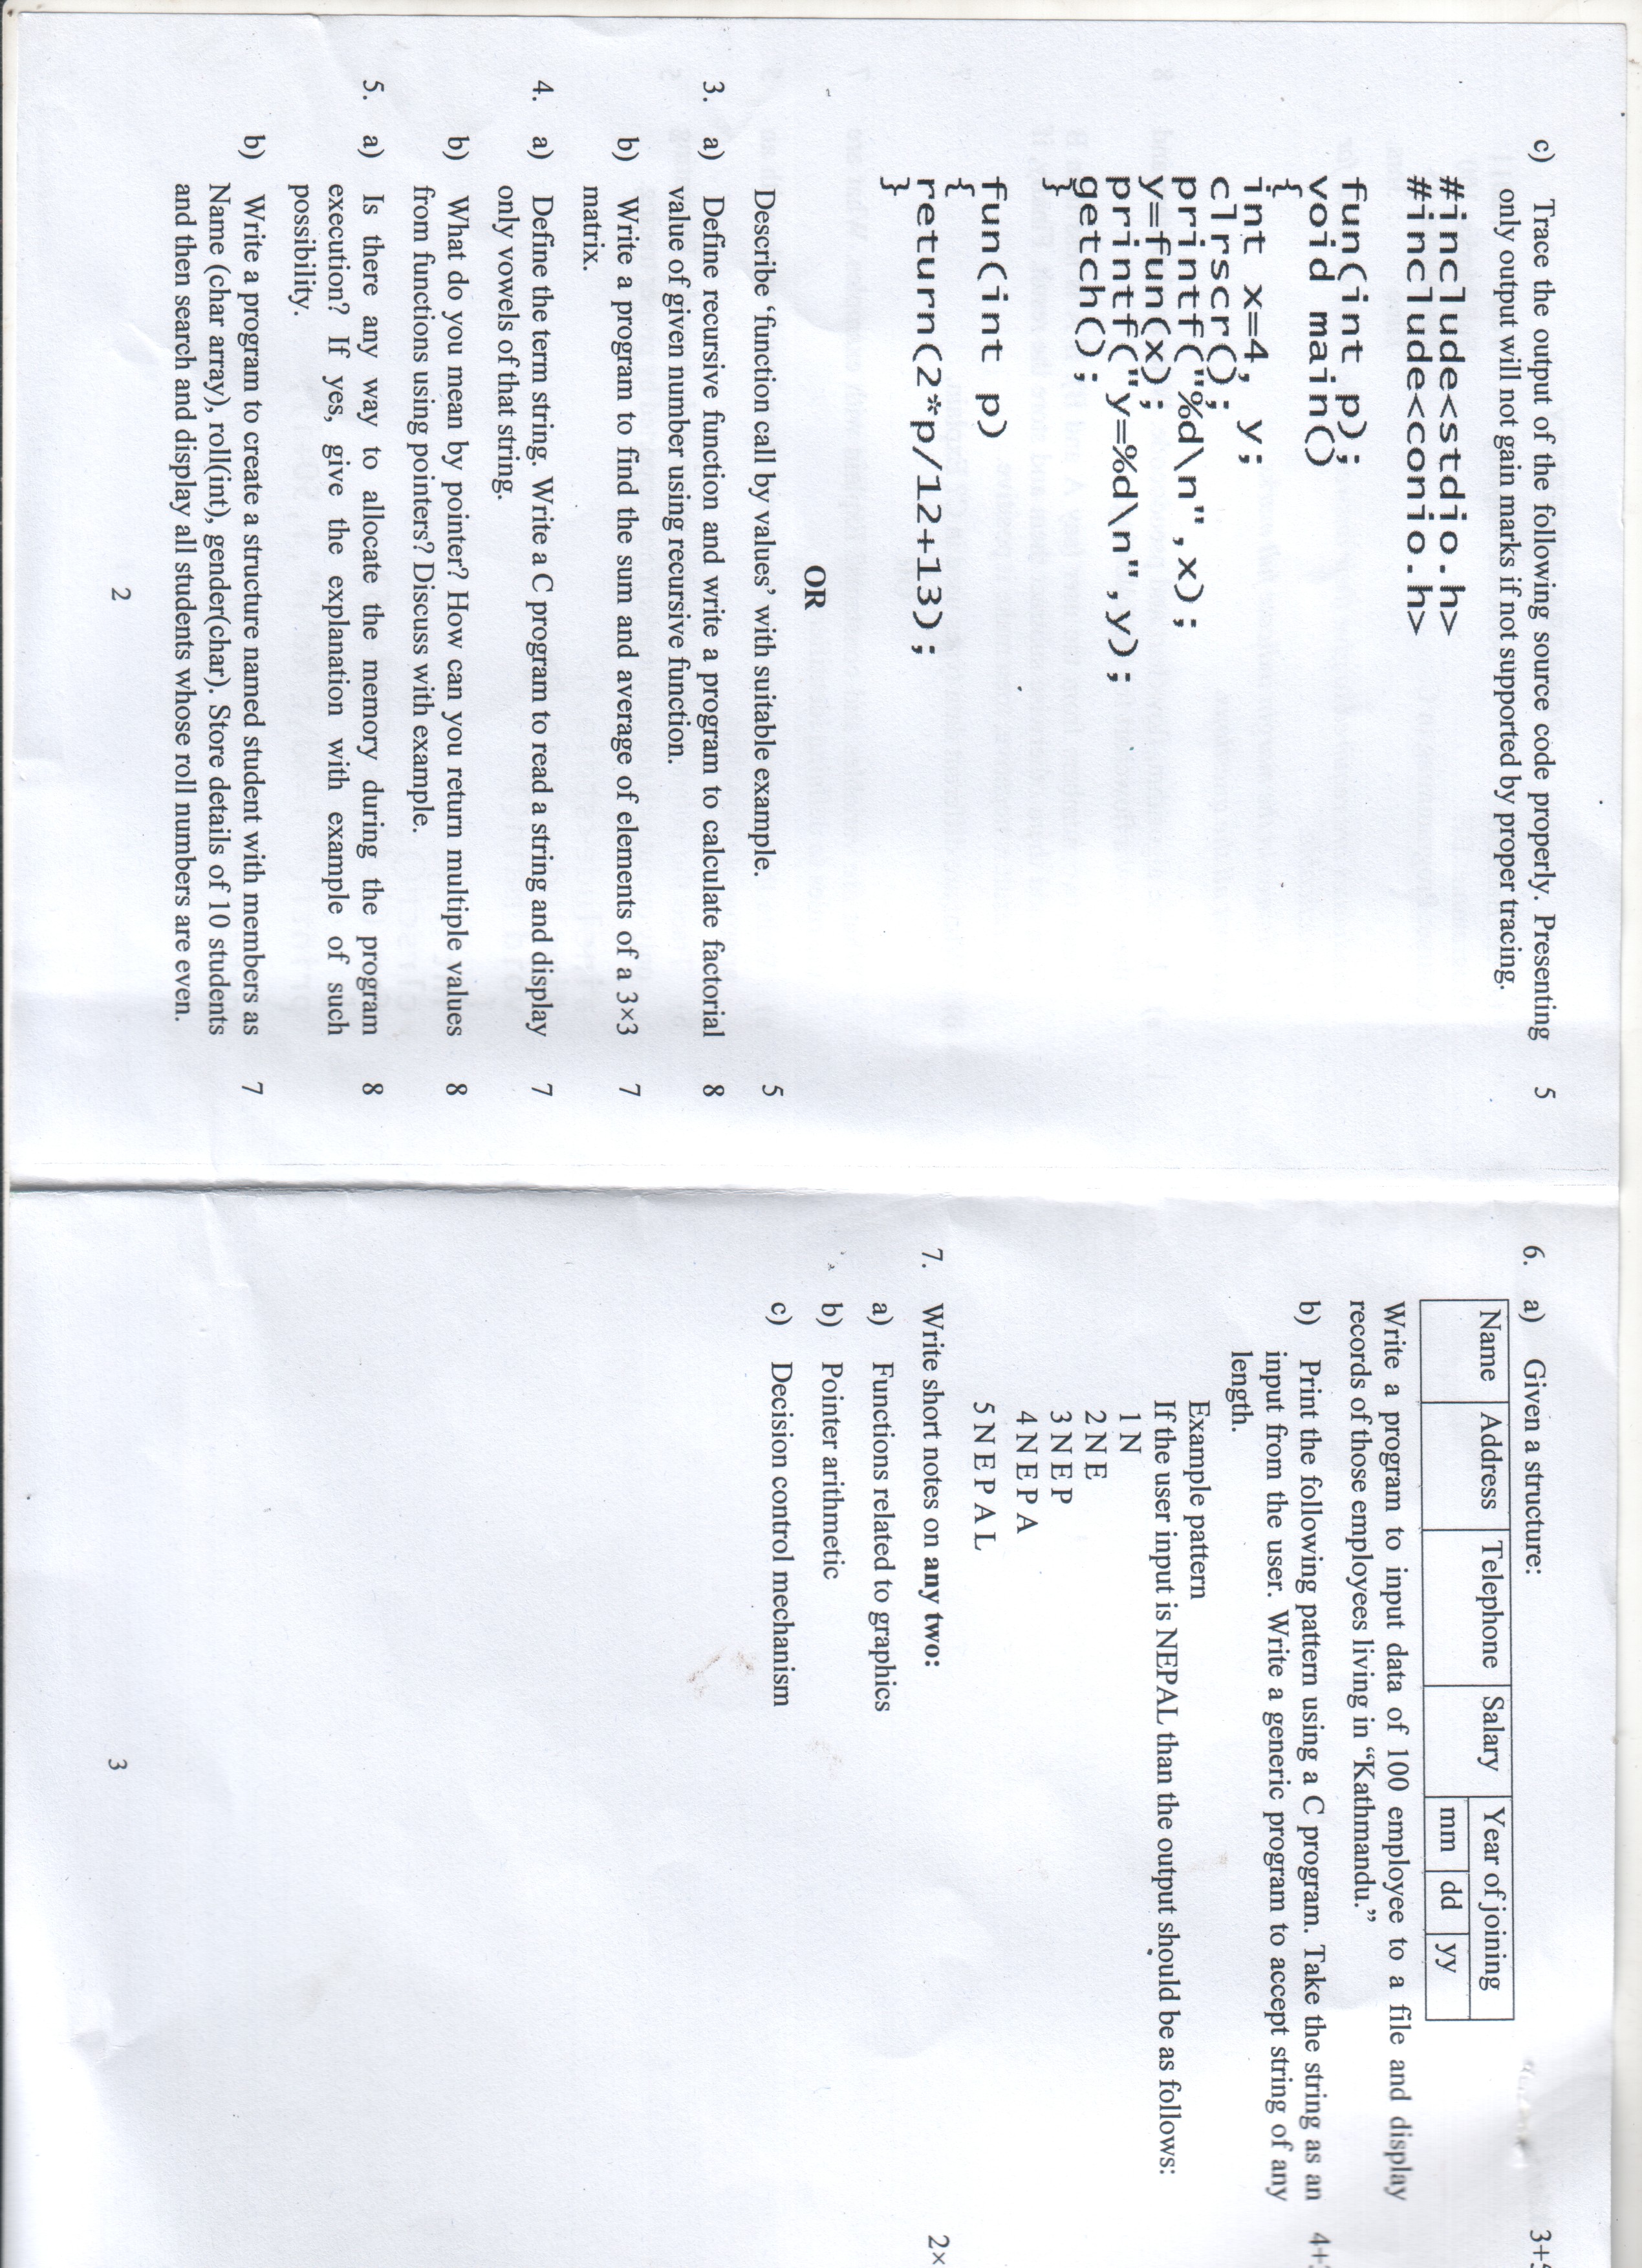 c) Trace the output of the following source code properly. Presenting 5
only output will not gain marks if not supported by proper tracing.
#include<stdio.h>
#include<conio.h>
fun(int p);
void main()
{
int x=4, y;
clrscr();
printf("%d\n",x);
y=fun(x);
printf("y=%d\n",y);
getch();
}
fun(int p)
{
return(2*p/12+13);
}
OR
Describe ‘function call by values’ with suitable example. 5
3. a) Define recursive function and write a program to calculate factorial 8
value of given number using recursive function.
b) Write a program to find the sum and average of elements of a 3×3 7
matrix.
4. a) Define the term string. Write a C program to read a string and display 7
only vowels of that string.
b) What do you mean by pointer? How can you return multiple values 8
from functions using pointers? Discuss with example.
5. a) Is there any way to allocate the memory during the program 8
execution? If yes, give the explanation with example of such
possibility.
b) Write a program to create a structure named student with members as 7
Name (char array), roll(int), gender(char). Store details of 10 students
and then search and display all students whose roll numbers are even.
2
6. a) Given a structure:
Name Address Telephone Salary Year of joining
mm dd yy
Write a program to input data of 100 employee to a file and display
records of those employees living in “Kathmandu.”
b) Print the following pattern using a C program. Take the string as an
input from the user. Write a generic program to accept string of any
length.
Example pattern
If the user input is NEPAL than the output should be as follows:
1 N
2 N E
3 N E P
4 N E P A
5 N E P A L
7. Write short notes on any two:
a) Functions related to graphics
b) Pointer arithmetic
c) Decision control mechanism
3